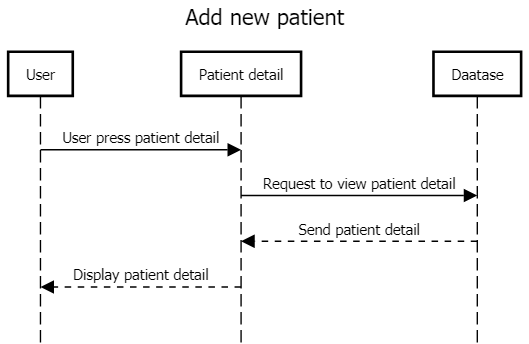 Add new patient
User
Patient detail
Daatase
User press patient detail
Request to view patient detail
Send patient detail
Display patient detail